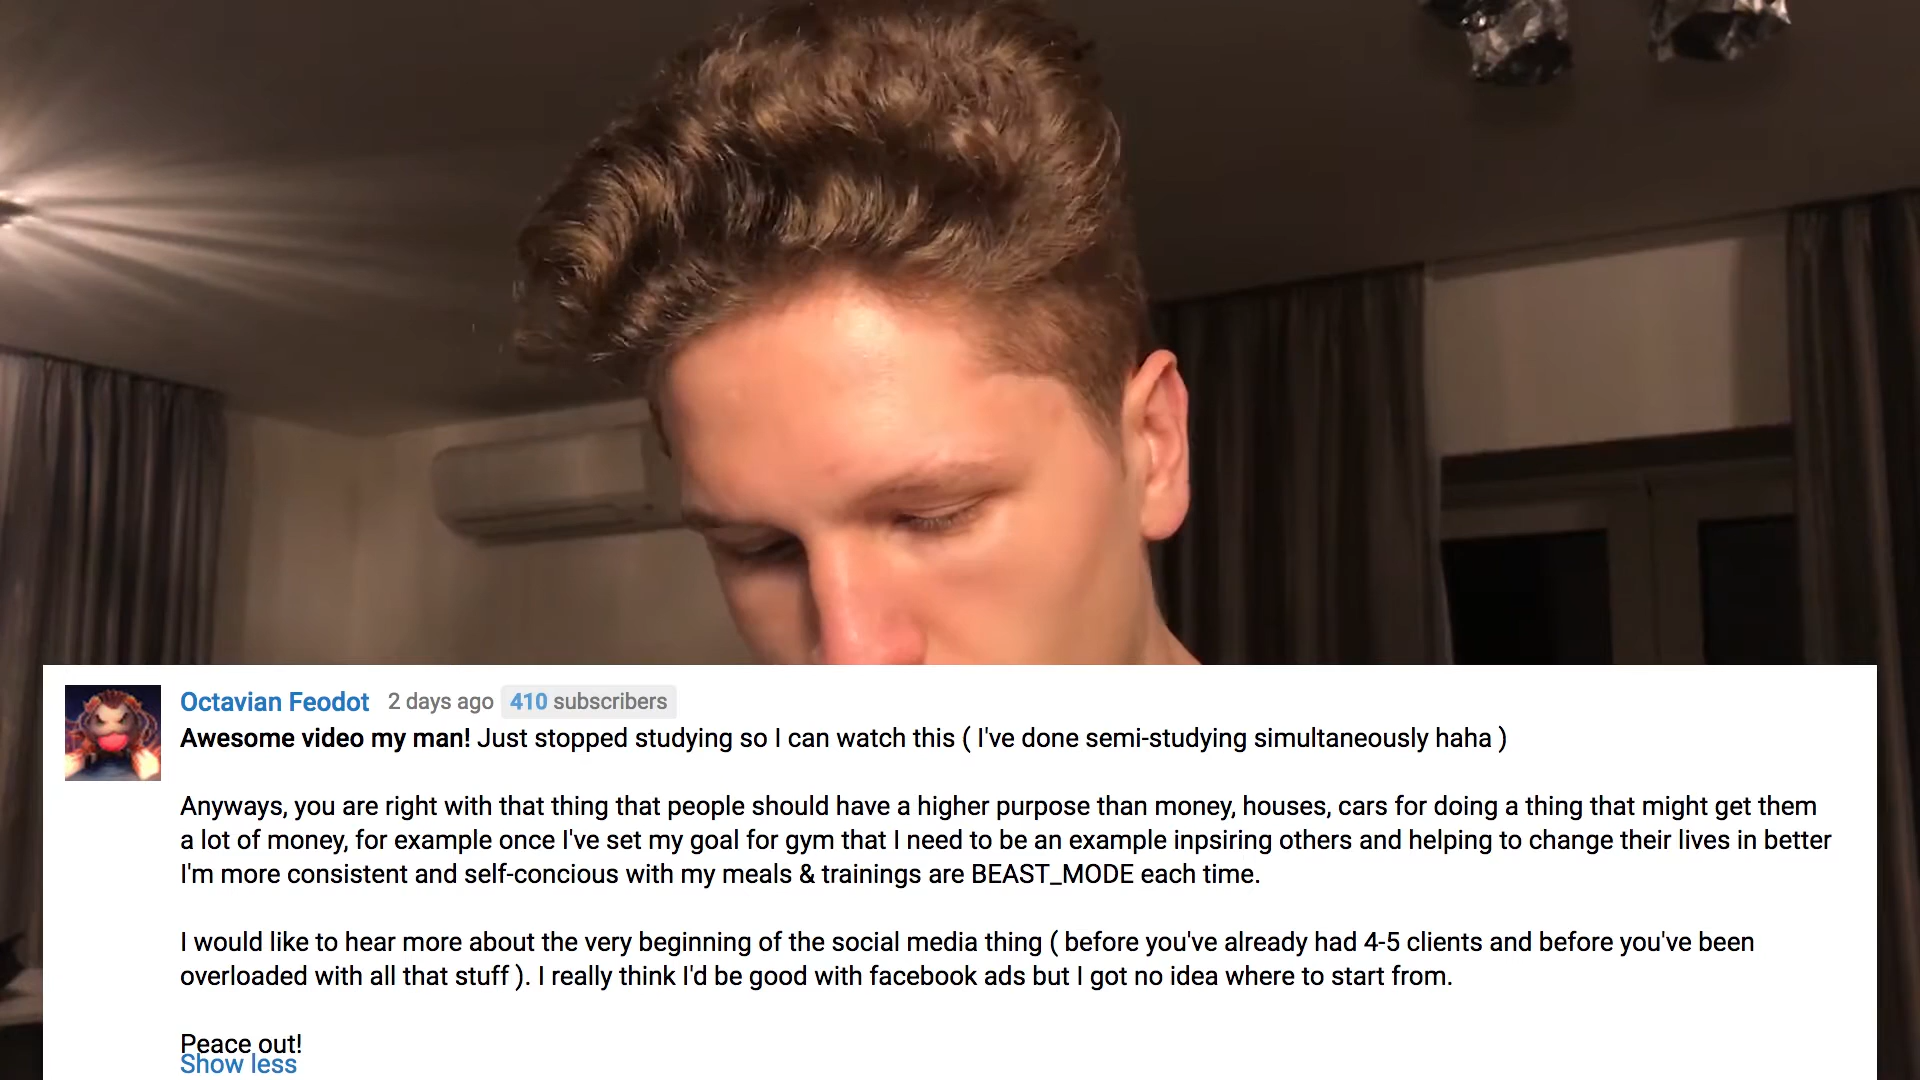 Octavian Feodot 2 days ago 410 subscribers
Awesome video my man! Just stopped studying so I can watch this ( I've done semi-studying simultaneously haha )
Anyways, you are right with that thing that people should have a higher purpose than money, houses, cars for doing a thing that might get them
a lot of money, for example once I've set my goal for gym that I need to be an example inpsiring others and helping to change their lives in better
I'm more consistent and self-concious with my meals & trainings are BEAST_MODE each time.
I would like to hear more about the very beginning of the social media thing ( before you've already had 4-5 clients and before you've been
overloaded with all that stuff ). I really think I'd be good with facebook ads but I got no idea where to start from.
Peace out!
Show less